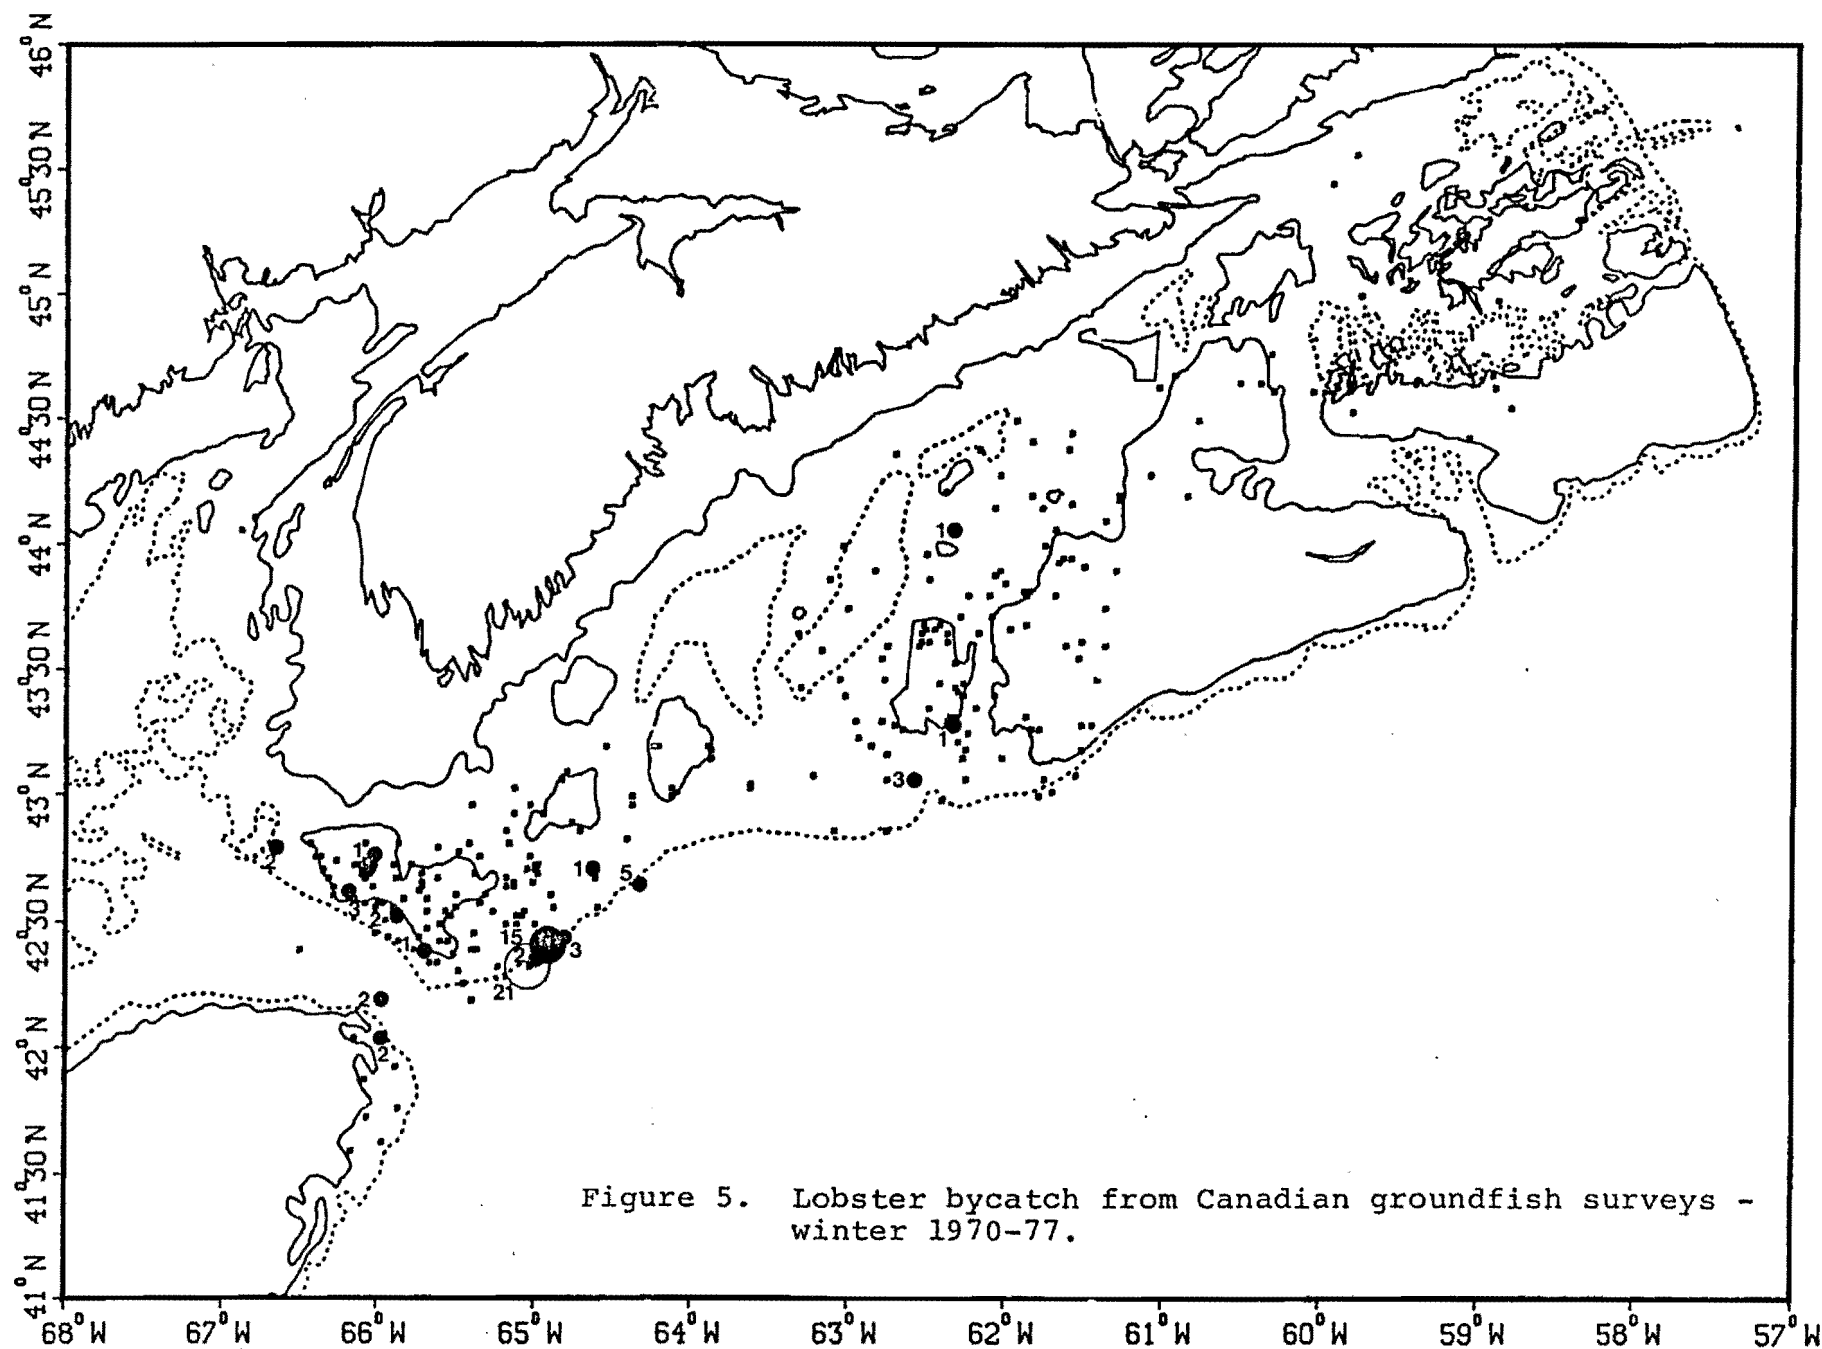 46°N
45°30N
45°N
44°30N
44°N
43°30N
43°N
42°30N
42°N
41°30N
41°N
1
1
3
2
1
3
2
1
1
5
15
2
3
21
2
2
Figure 5. Lobster bycatch from Canadian groundfish surveys -
winter 1970-77.
68°W 67°W 66°W 65°W 64°W 63°W 62°W 61°W 60°W 59°W 58°W 57°W